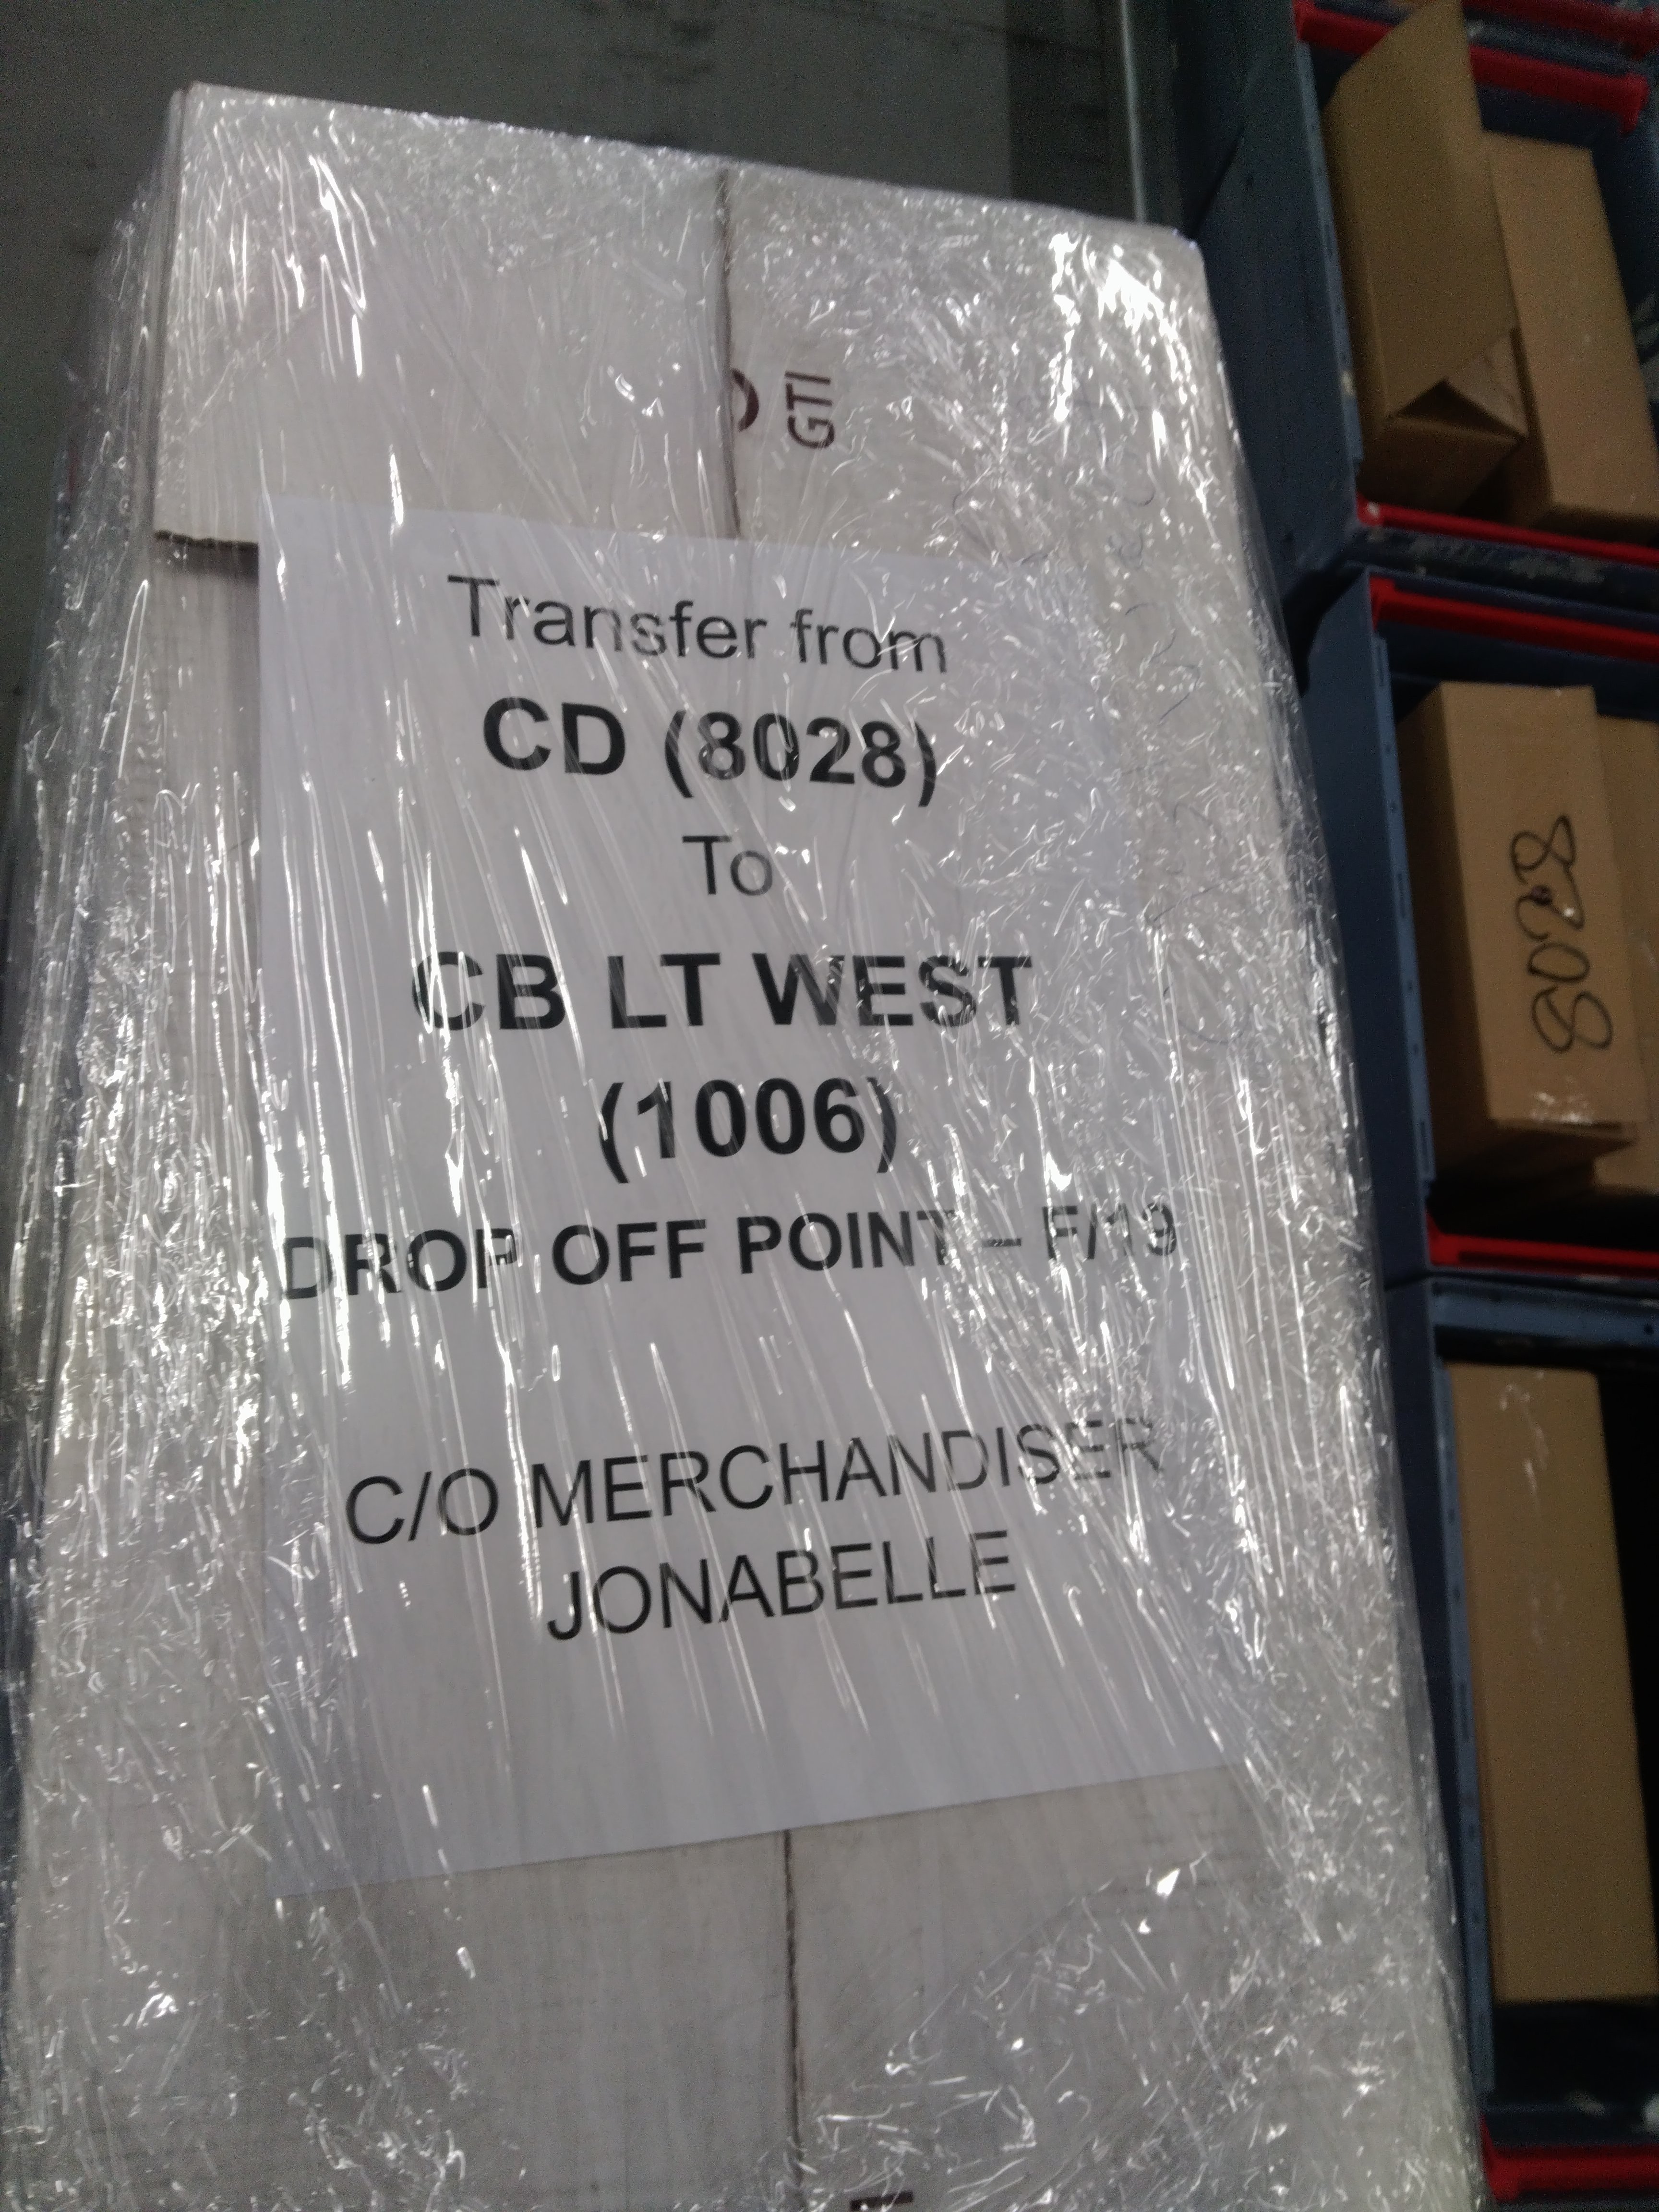 GTI
Transfer from
CD (8028)
To
CB LT WEST
(1006)
DROP OFF POINT – F/19
C/O MERCHANDISER
JONABELLE
8028